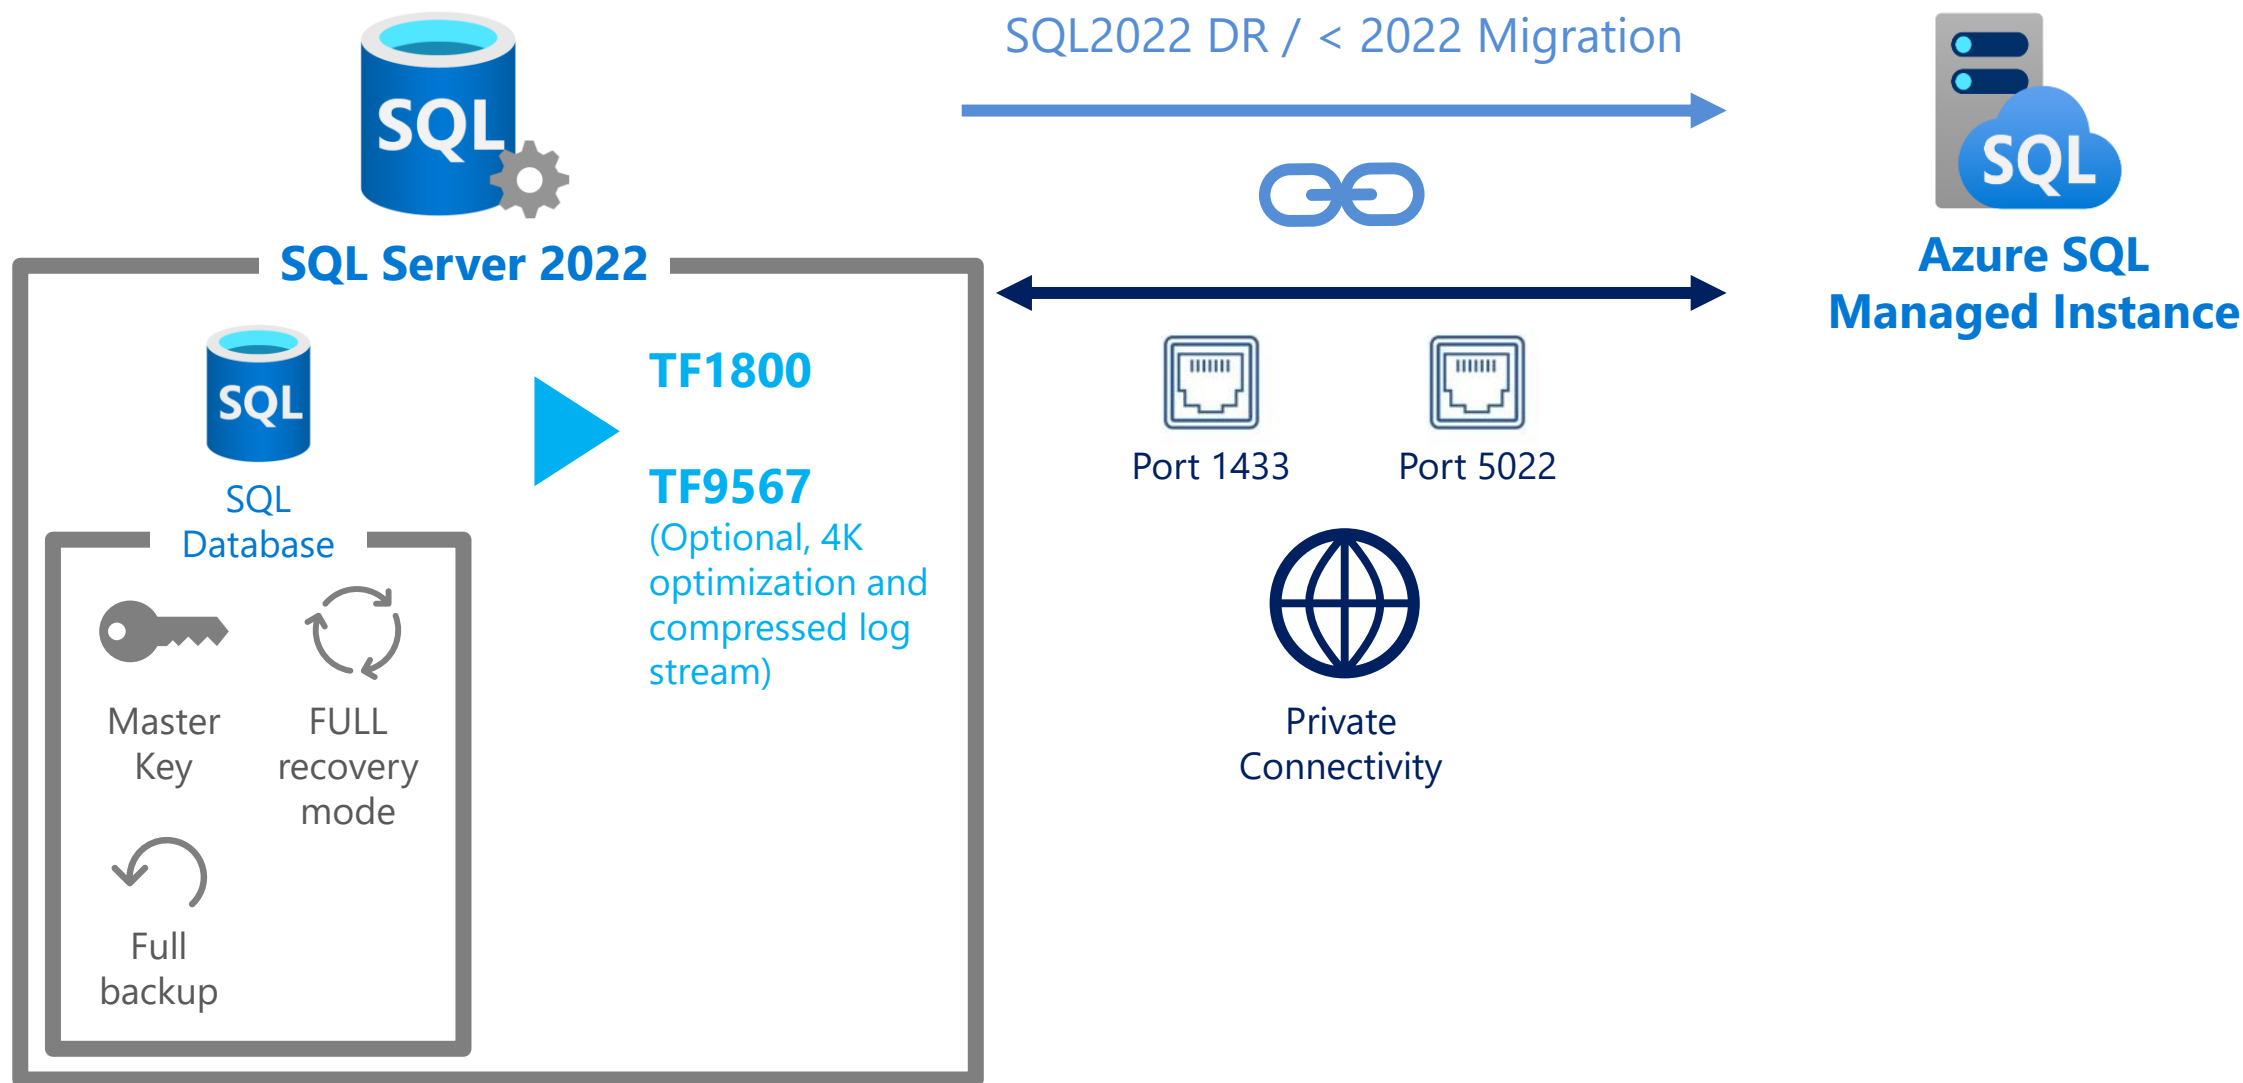 SQL
SQL2022 DR / < 2022 Migration
SQL
SQL Server 2022
Azure SQL
Managed Instance
SQL
SQL
Database
TF1800
TF9567
(Optional, 4K
optimization and
compressed log
stream)
Port 1433
Port 5022
Master
Key
FULL
recovery
mode
Full
backup
Private
Connectivity